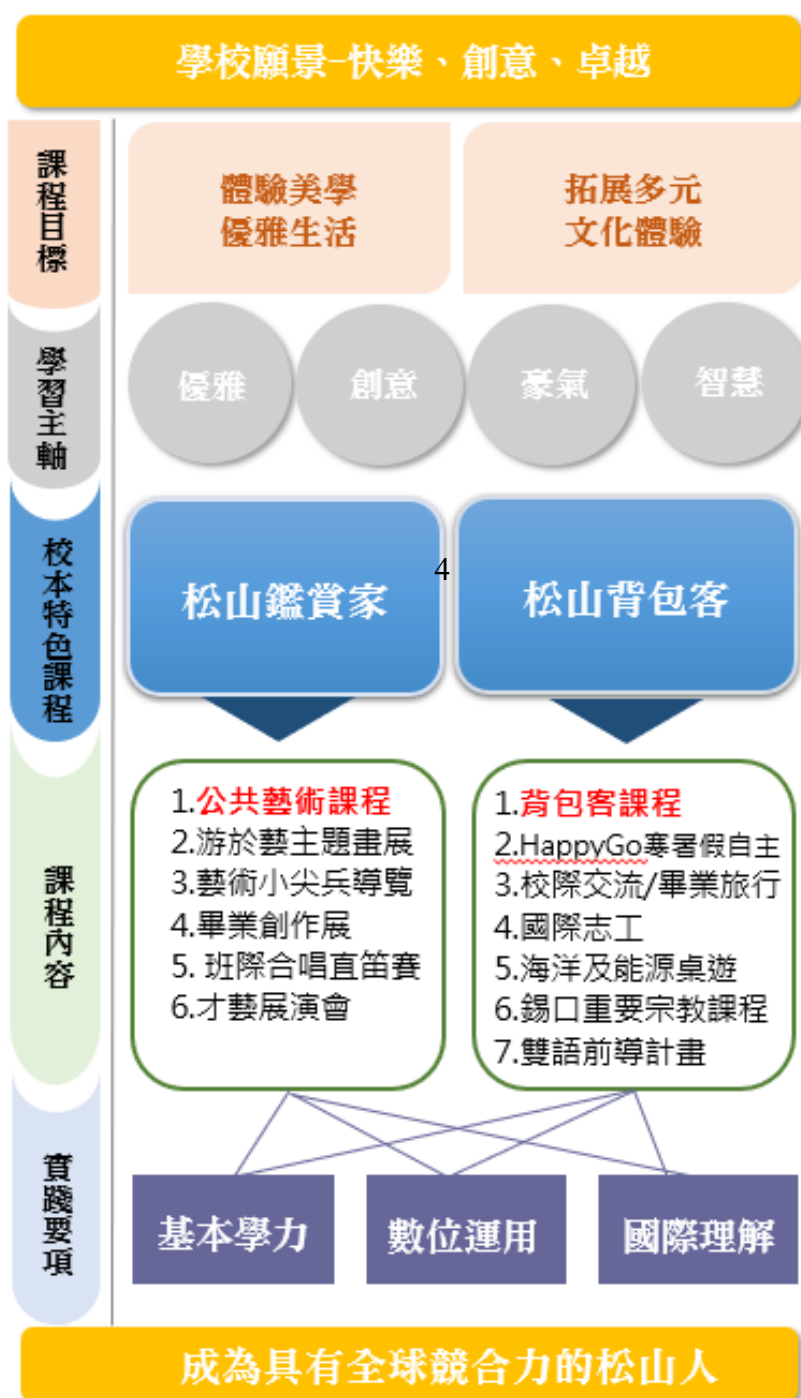 學校願景-快樂、創意、卓越
課程目標
體驗美學
優雅生活
拓展多元
文化體驗
學習主軸
優雅
創意
豪氣
智慧
校本特色課程
松山鑑賞家
4
松山背包客
課程內容
1.公共藝術課程
2.游於藝主題畫展
3.藝術小尖兵導覽
4.畢業創作展
5. 班際合唱直笛賽
6.才藝展演會
1.背包客課程
2.HappyGo寒暑假自主
3.校際交流/畢業旅行
4.國際志工
5.海洋及能源桌遊
6.錫口重要宗教課程
7.雙語前導計畫
實踐要項
基本學力
數位運用
國際理解
成為具有全球競合力的松山人